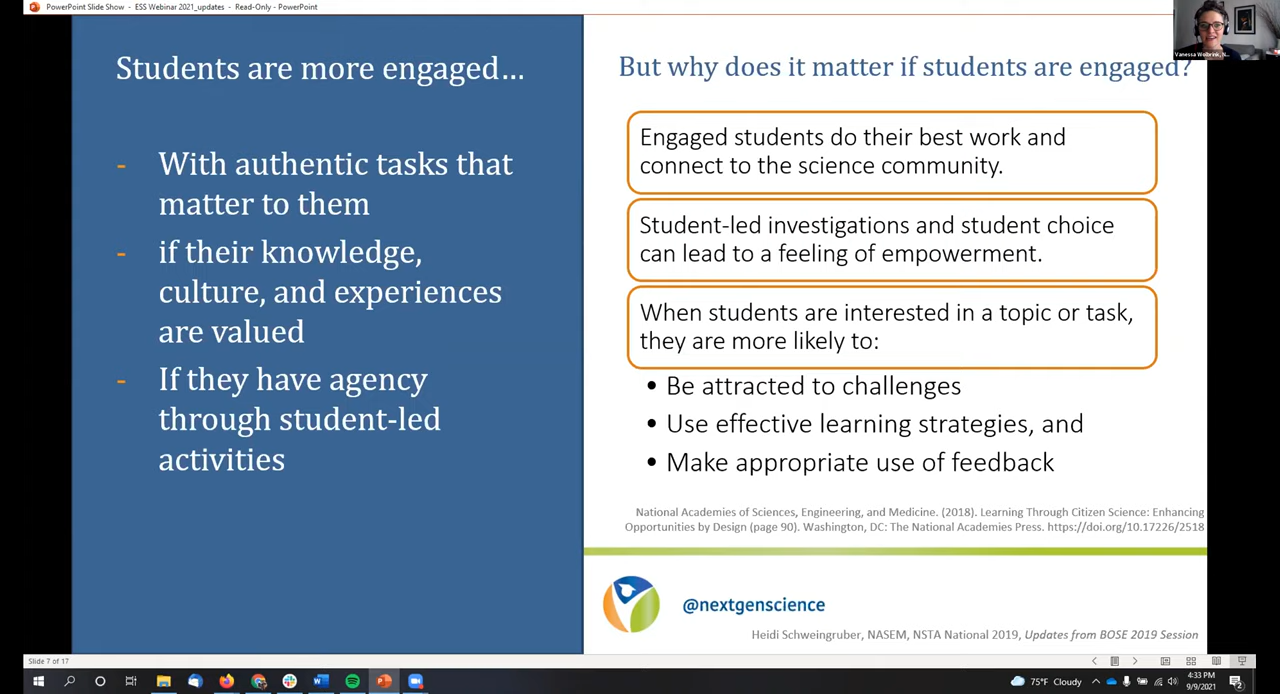 PowerPoint Slide Show - ESS Webinar 2021_updates - Read-Only - PowerPoint
Students are more engaged...
- With authentic tasks that
matter to them
- if their knowledge,
culture, and experiences
are valued
- If they have agency
through student-led
activities
But why does it matter if students are engaged?
Engaged students do their best work and
connect to the science community.
Student-led investigations and student choice
can lead to a feeling of empowerment.
When students are interested in a topic or task,
they are more likely to:
• Be attracted to challenges
• Use effective learning strategies, and
• Make appropriate use of feedback
National Academies of Sciences, Engineering, and Medicine. (2018). Learning Through Citizen Science: Enhancing
Opportunities by Design (page 90). Washington, DC: The National Academies Press. https://doi.org/10.17226/2518
@nextgenscience
Heidi Schweingruber, NASEM, NSTA National 2019, Updates from BOSE 2019 Session
Vanessa Wolbrink, N...
Slide 7 of 17
75°F Cloudy
4:33 PM
9/9/2021
2